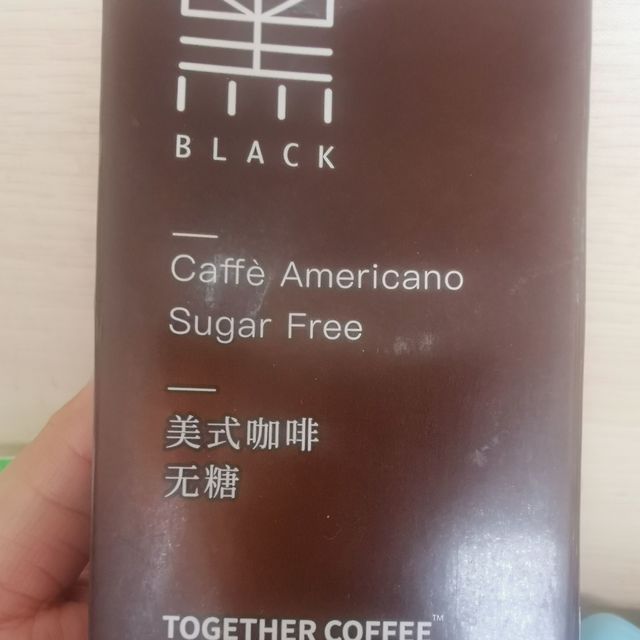 黑
BLACK
Caffè Americano
Sugar Free
美式咖啡
无糖
TOGETHER COFFEE™